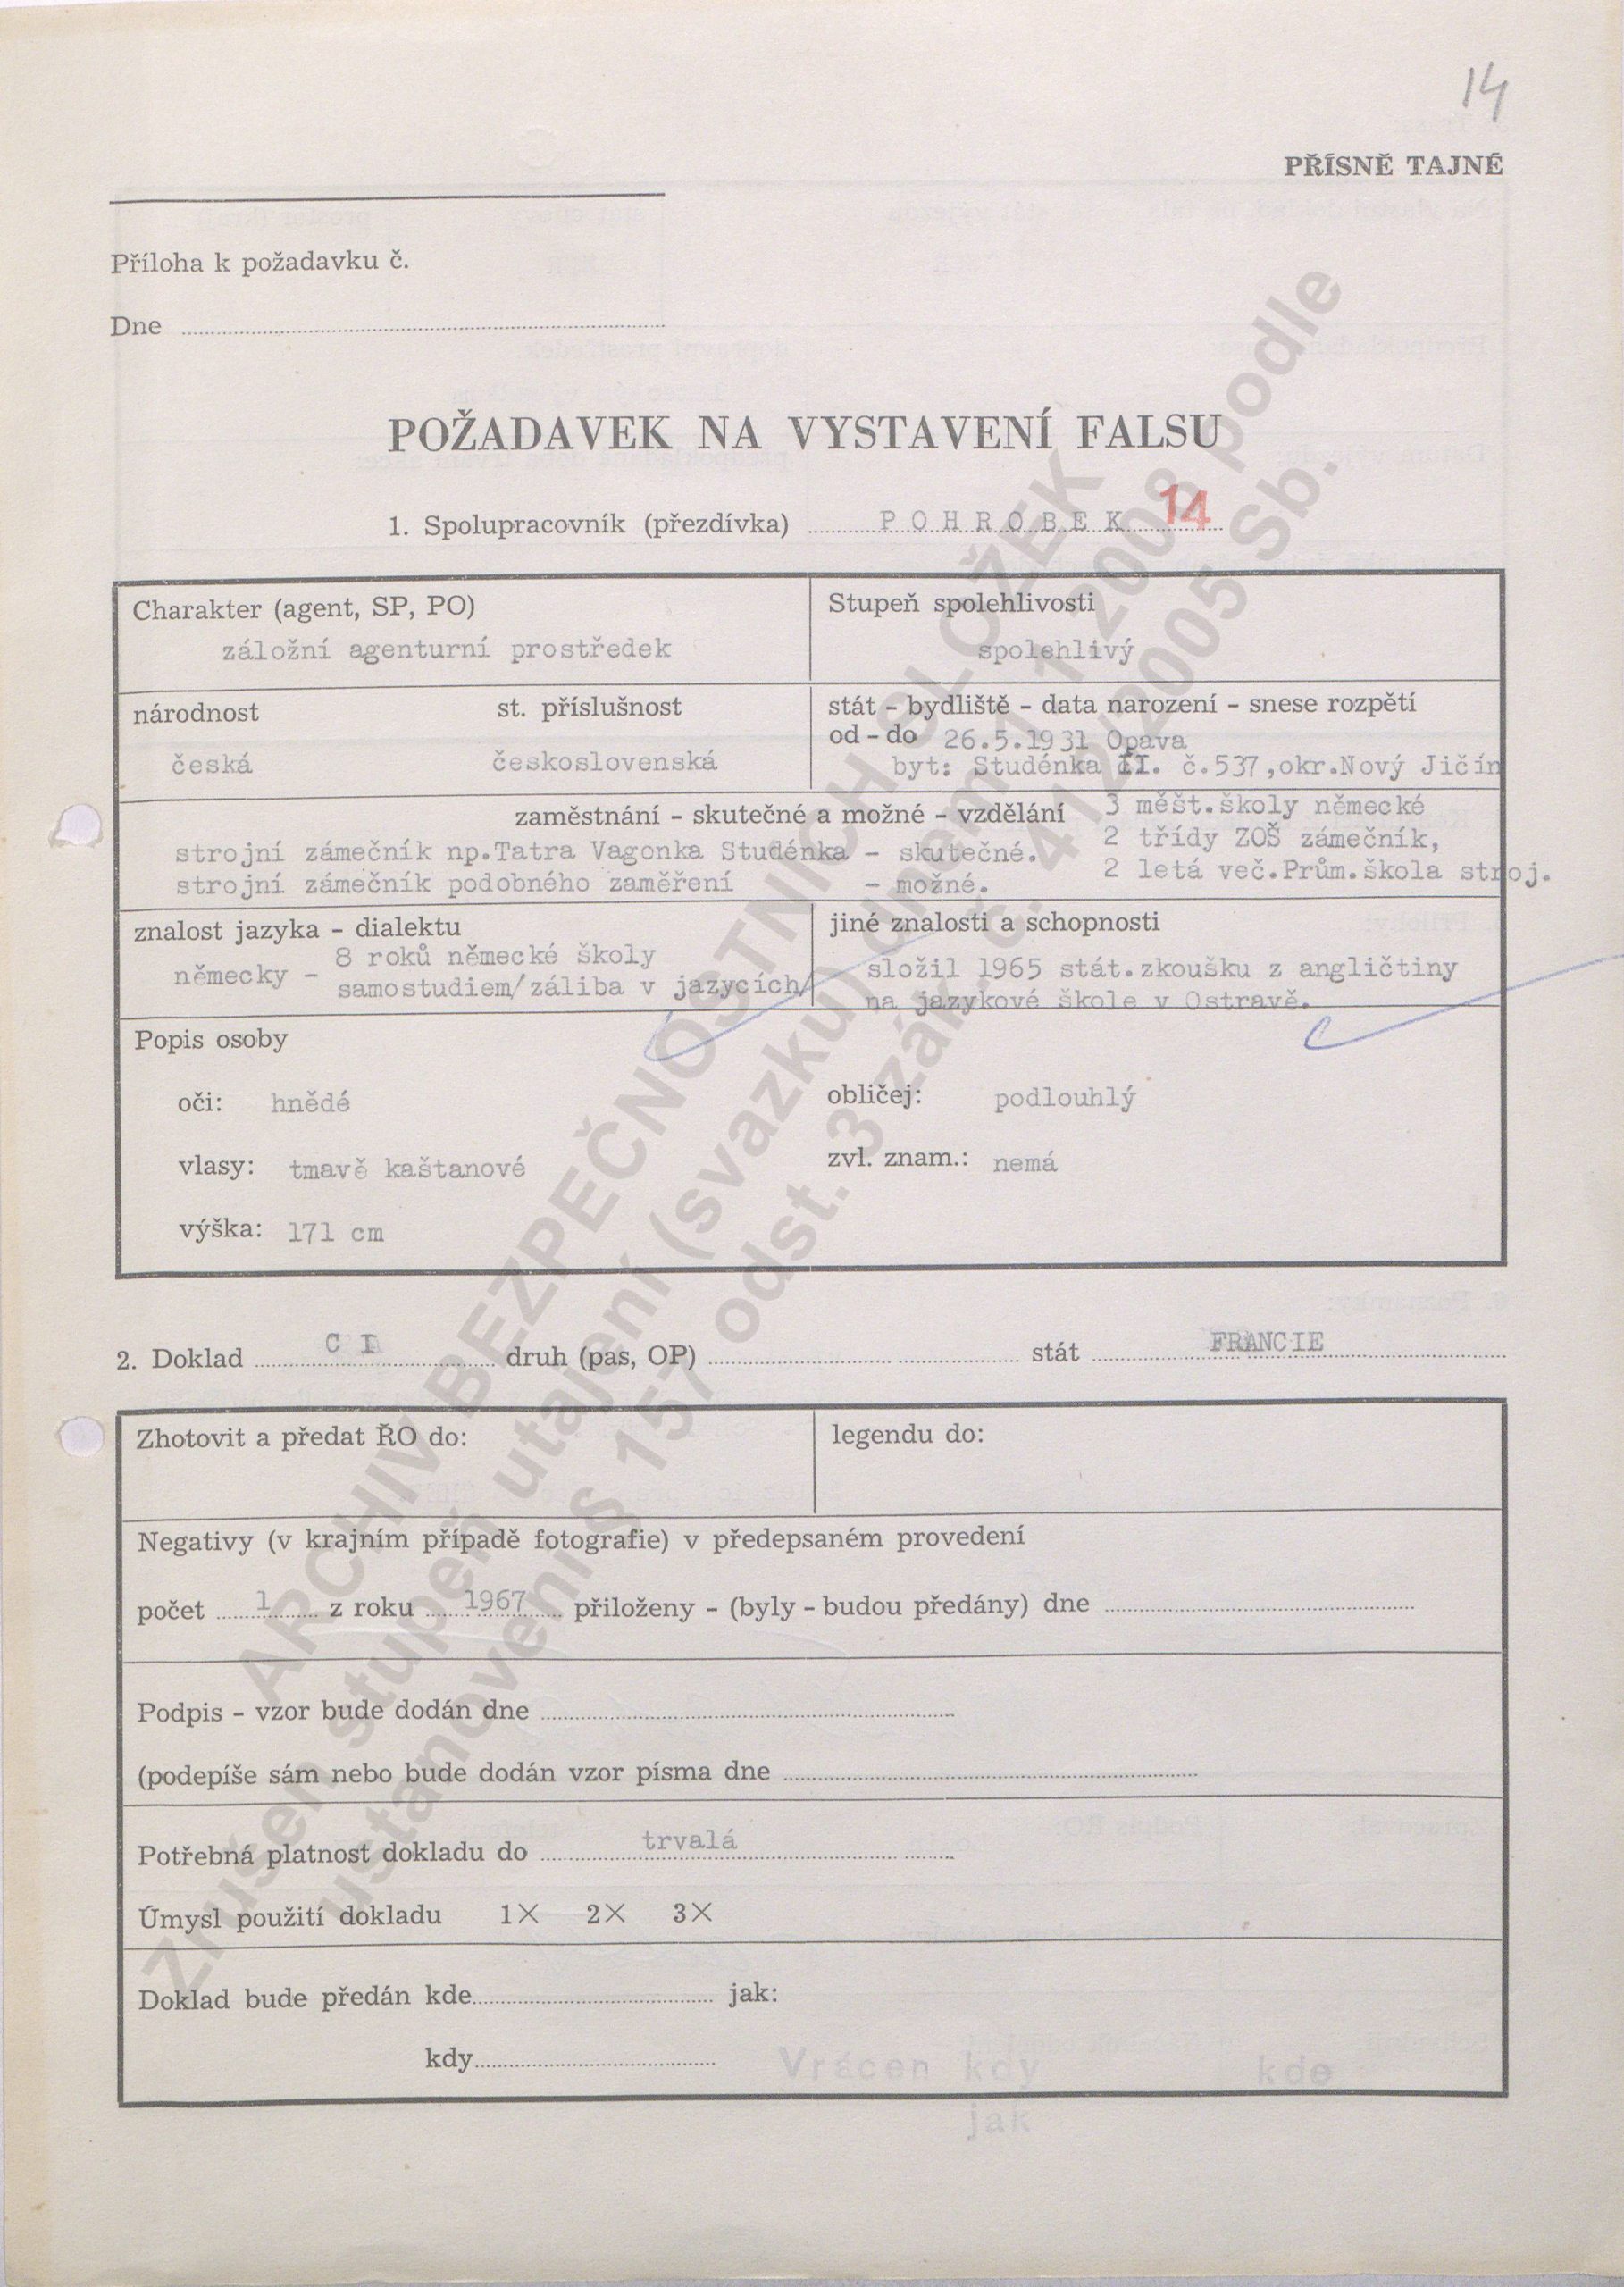 14
PŘÍSNĚ TAJNÉ
Příloha k požadavku č.
Dne
POŽADAVEK NA VYSTAVENÍ FALSU
1. Spolupracovník (přezdívka) POHROBEK 14
Charakter (agent, SP, PO)
záložní agenturní prostředek
Stupeň spolehlivosti
spolehlivý
národnost st. příslušnost
česká československá
stát - bydliště - data narození - snese rozpětí
od - do 26.5.1931 Opava
byt: Studénka II. č.537,okr.Nový Jičín
zaměstnání - skutečné a možné - vzdělání 3 měšt.školy německé
strojní zámečník np.Tatra Vagonka Studénka - skutečné. 2 třídy ZOŠ zámečník,
strojní zámečník podobného zaměření - možné. 2 letá več.Prům.škola stroj.
znalost jazyka - dialektu
německy - 8 roků německé školy
samostudiem/záliba v jazycích/
jiné znalosti a schopnosti
složil 1965 stát.zkoušku z angličtiny
na jazykové škole v Ostravě.
Popis osoby
oči: hnědé obličej: podlouhlý
vlasy: tmavě kaštanové zvl. znam.: nemá
výška: 171 cm
2. Doklad C I druh (pas, OP) stát FRANCIE
Zhotovit a předat ŘO do: legendu do:
Negativy (v krajním případě fotografie) v předepsaném provedení
počet 1 z roku 1967 přiloženy - (byly - budou předány) dne
Podpis - vzor bude dodán dne
(podepíše sám nebo bude dodán vzor písma dne
Potřebná platnost dokladu do trvalá
Úmysl použití dokladu 1× 2× 3×
Doklad bude předán kde jak:
kdy
Vrácen kdy kde
jak
ARCHIV BEZPEČNOSTNÍCH SLOŽEK
Zrušen stupeň utajení (svazku) dnem 1.1.2008 podle
ustanovení § 157 odst. 3 zák. č. 412/2005 Sb.